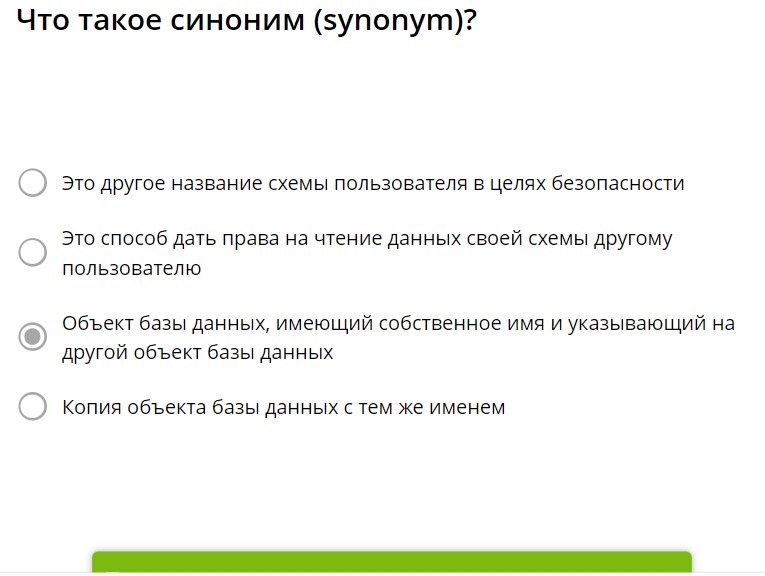 Что такое синоним (synonym)?
Это другое название схемы пользователя в целях безопасности
Это способ дать права на чтение данных своей схемы другому
пользователю
Объект базы данных, имеющий собственное имя и указывающий на
другой объект базы данных
Копия объекта базы данных с тем же именем